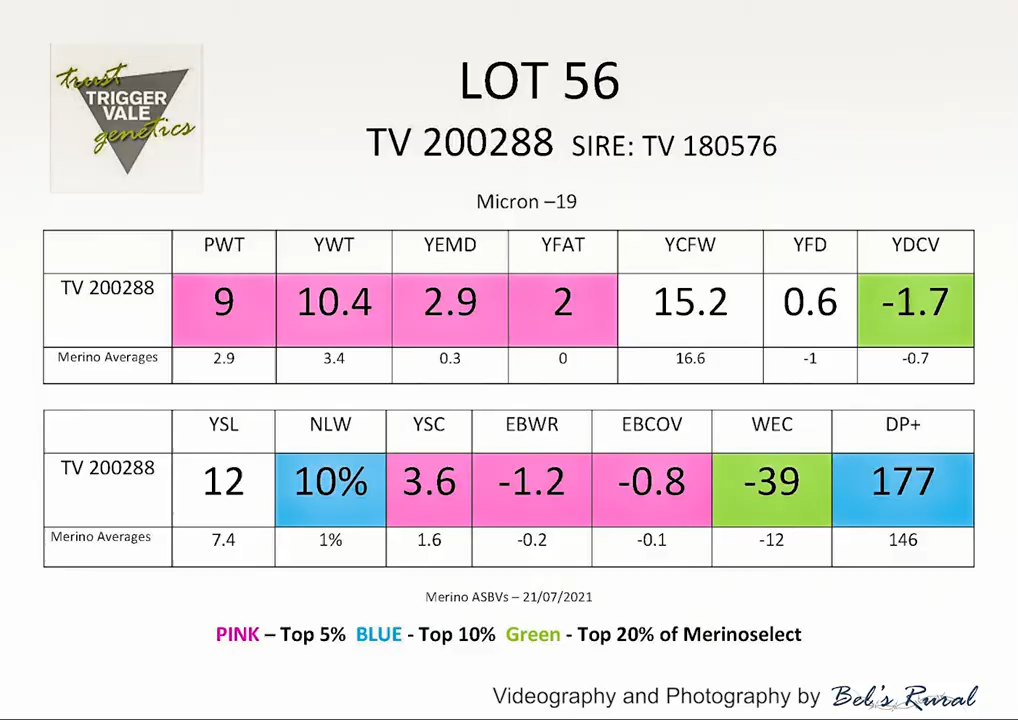 trust
TRIGGER
VALE
genetics
LOT 56
TV 200288 SIRE: TV 180576
Micron –19
PWT YWT YEMD YFAT YCFW YFD YDCV
TV 200288 9 10.4 2.9 2 15.2 0.6 -1.7
Merino Averages 2.9 3.4 0.3 0 16.6 -1 -0.7
YSL NLW YSC EBWR EBCOV WEC DP+
TV 200288 12 10% 3.6 -1.2 -0.8 -39 177
Merino Averages 7.4 1% 1.6 -0.2 -0.1 -12 146
Merino ASBVs – 21/07/2021
PINK – Top 5% BLUE - Top 10% Green - Top 20% of Merinoselect
Videography and Photography by Bel's Rural